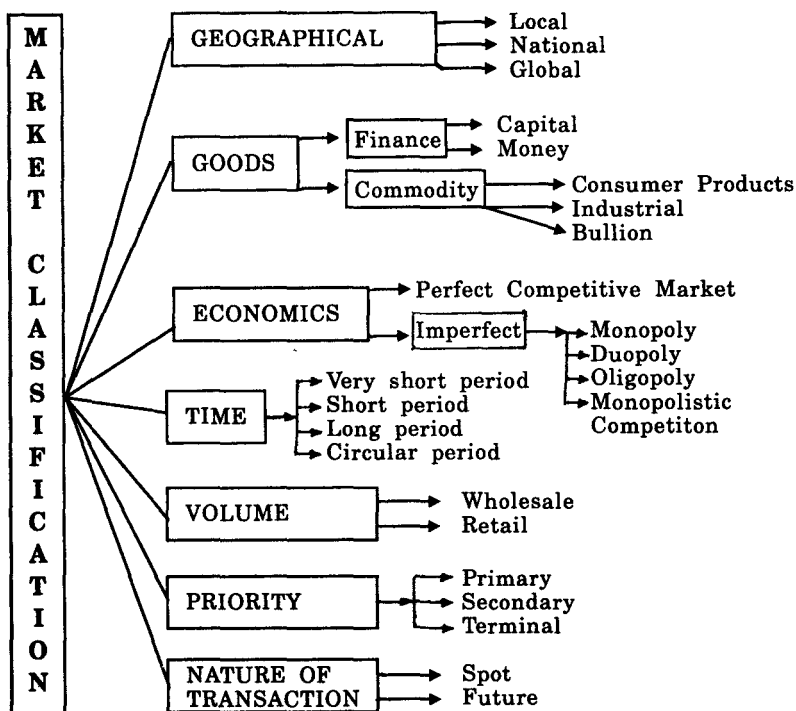 MARKET CLASSIFICATION
GEOGRAPHICAL
Local
National
Global
GOODS
Finance
Capital
Money
Commodity
Consumer Products
Industrial
Bullion
ECONOMICS
Perfect Competitive Market
Imperfect
Monopoly
Duopoly
Oligopoly
Monopolistic
Competiton
TIME
Very short period
Short period
Long period
Circular period
VOLUME
Wholesale
Retail
PRIORITY
Primary
Secondary
Terminal
NATURE OF
TRANSACTION
Spot
Future